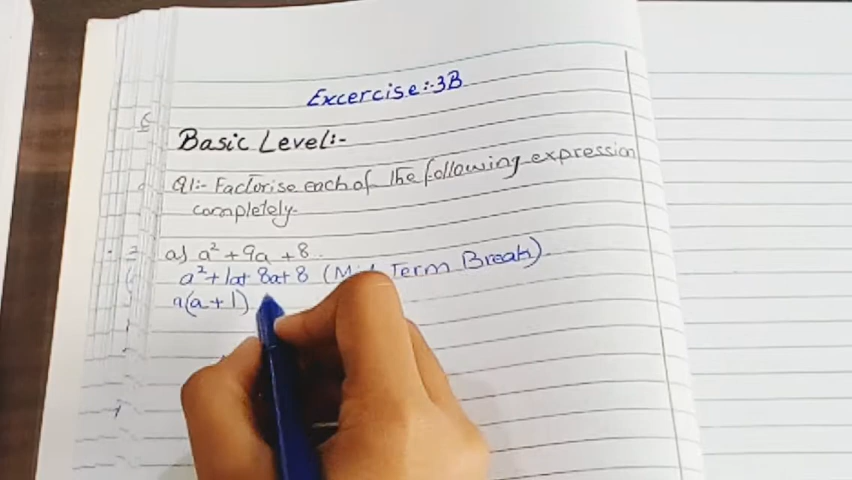 Excercise:-3B
Basic Level:-
Q1:- Factorise each of the following expression
completely.
a) a² + 9a + 8.
a² + 1a + 8a + 8 (Mid Term Break)
a(a + 1)